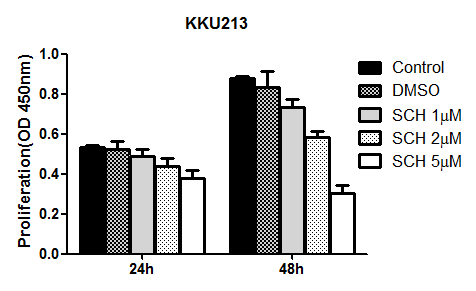 KKU213
Proliferation(OD 450nm)
1.0
0.8
0.6
0.4
0.2
0.0
24h
48h
Control
DMSO
SCH 1μM
SCH 2μM
SCH 5μM